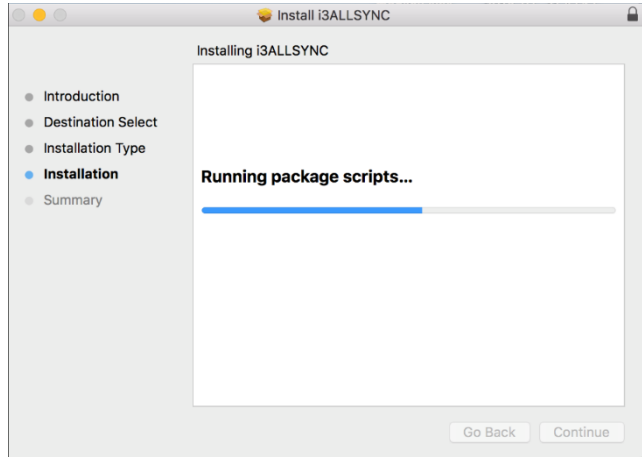 Install i3ALLSYNC
Installing i3ALLSYNC
Introduction
Destination Select
Installation Type
Installation
Summary
Running package scripts...
Go Back
Continue